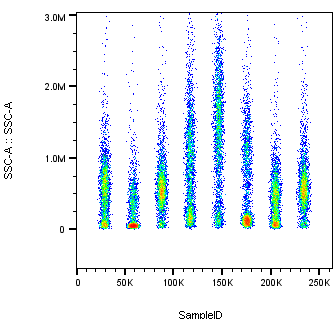 3.0M
2.0M
1.0M
0
SSC-A :: SSC-A
0 50K 100K 150K 200K 250K
SampleID